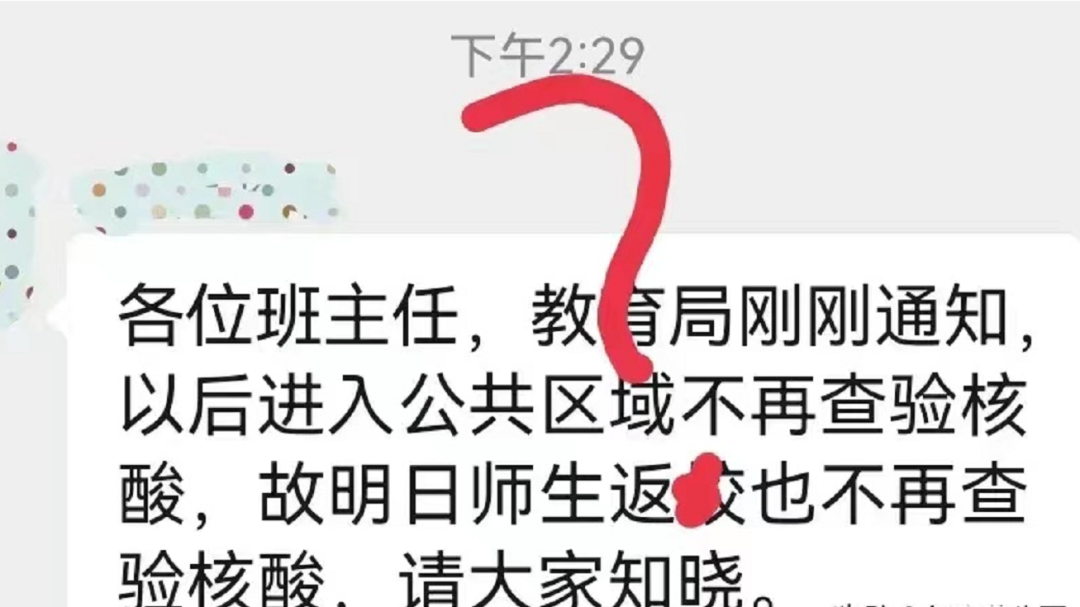 下午2:29
各位班主任，教育局刚刚通知，
以后进入公共区域不再查验核
酸，故明日师生返校也不再查
验核酸，请大家知晓。